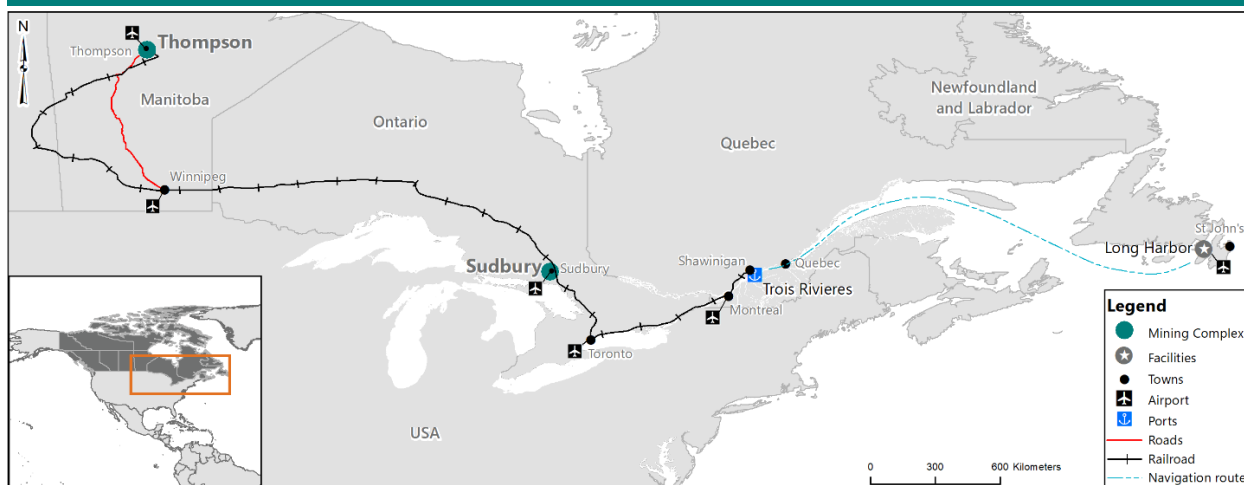 N
Thompson
Thompson
Manitoba
Ontario
Quebec
Newfoundland
and Labrador
Winnipeg
Sudbury
Sudbury
Shawinigan
Quebec
Trois Rivieres
Montreal
Toronto
St John's
Long Harbor
USA
0 300 600 Kilometers
Legend
Mining Complex
Facilities
Towns
Airport
Ports
Roads
Railroad
Navigation route